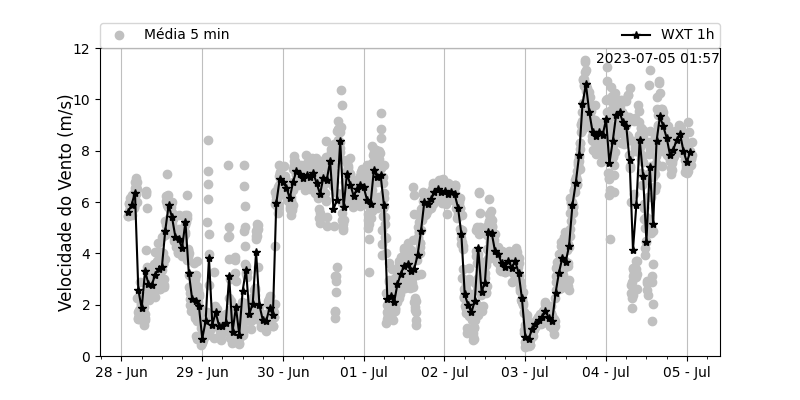 Média 5 min
WXT 1h
2023-07-05 01:57
Velocidade do Vento (m/s)
12
10
8
6
4
2
0
28 - Jun 29 - Jun 30 - Jun 01 - Jul 02 - Jul 03 - Jul 04 - Jul 05 - Jul